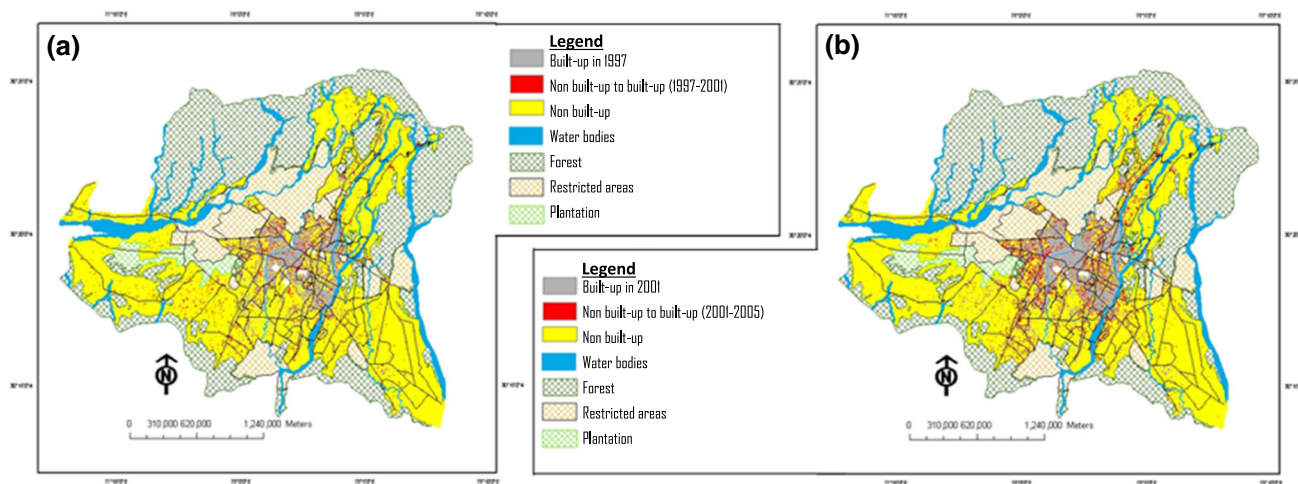 (a)
Legend
Built-up in 1997
Non built-up to built-up (1997-2001)
Non built-up
Water bodies
Forest
Restricted areas
Plantation
N
0 310,000 620,000 1,240,000 Meters
(b)
Legend
Built-up in 2001
Non built-up to built-up (2001-2005)
Non built-up
Water bodies
Forest
Restricted areas
Plantation
N
0 310,000 620,000 1,240,000 Meters